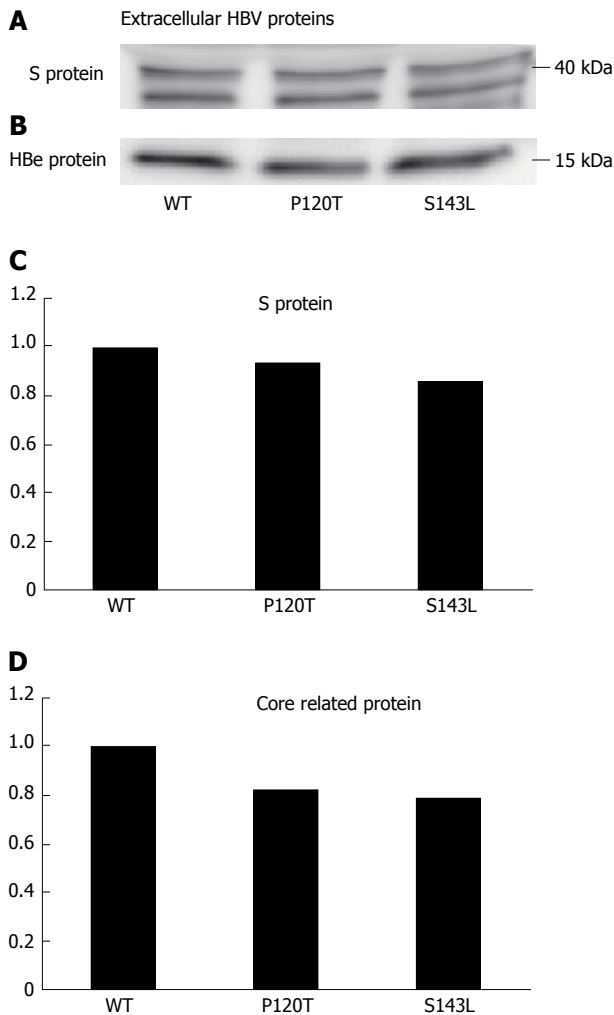 A
Extracellular HBV proteins
S protein
40 kDa
B
HBe protein
15 kDa
WT P120T S143L
C
1.2
S protein
1.0
0.8
0.6
0.4
0.2
0
WT P120T S143L
D
1.2
Core related protein
1.0
0.8
0.6
0.4
0.2
0
WT P120T S143L